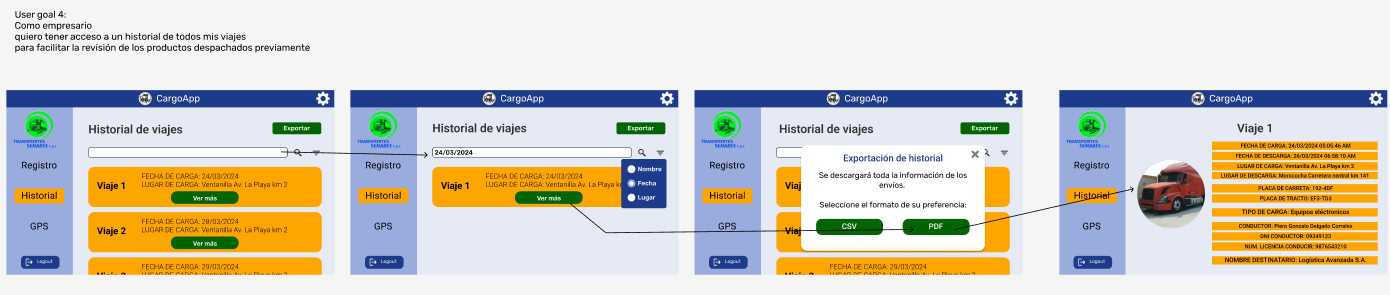 User goal 4:
Como empresario
quiero tener acceso a un historial de todos mis viajes
para facilitar la revisión de los productos despachados previamente
CargoApp
TRANSPORTES
SEMARFE S.A.C
Registro
Historial
GPS
Logout
Historial de viajes
Exportar
Viaje 1
FECHA DE CARGA: 24/03/2024
LUGAR DE CARGA: Ventanilla Av. La Playa km 2
Ver más
Viaje 2
FECHA DE CARGA: 28/03/2024
LUGAR DE CARGA: Ventanilla Av. La Playa km 2
Ver más
FECHA DE CARGA: 29/03/2024
CargoApp
TRANSPORTES
SEMARFE S.A.C
Registro
Historial
GPS
Logout
Historial de viajes
Exportar
24/03/2024
Nombre
Fecha
Lugar
Viaje 1
FECHA DE CARGA: 24/03/2024
LUGAR DE CARGA: Ventanilla Av. La Playa k
Ver más
CargoApp
TRANSPORTES
SEMARFE S.A.C
Registro
Historial
GPS
Logout
Historial de viajes
Exportar
Exportación de historial
Se descargará toda la información de los
envíos.
Seleccione el formato de su preferencia:
CSV
PDF
Viaj
Viaj
FECHA DE CARGA: 29/03/2024
CargoApp
TRANSPORTES
SEMARFE S.A.C
Registro
Historial
GPS
Logout
Viaje 1
FECHA DE CARGA: 24/03/2024 05:05:46 AM
FECHA DE DESCARGA: 26/03/2024 06:58:10 AM
LUGAR DE CARGA: Ventanilla Av. La Playa km 2
LUGAR DE DESCARGA: Morococha Carretera central km 141
PLACA DE CARRETA: 192-4DF
PLACA DE TRACTO: EF3-TG3
TIPO DE CARGA: Equipos eléctronicos
CONDUCTOR: Piero Gonzalo Delgado Corrales
DNI CONDUCTOR: 09349123
NUM. LICENCIA CONDUCIR: 9876543210
NOMBRE DESTINATARIO: Logística Avanzada S.A.